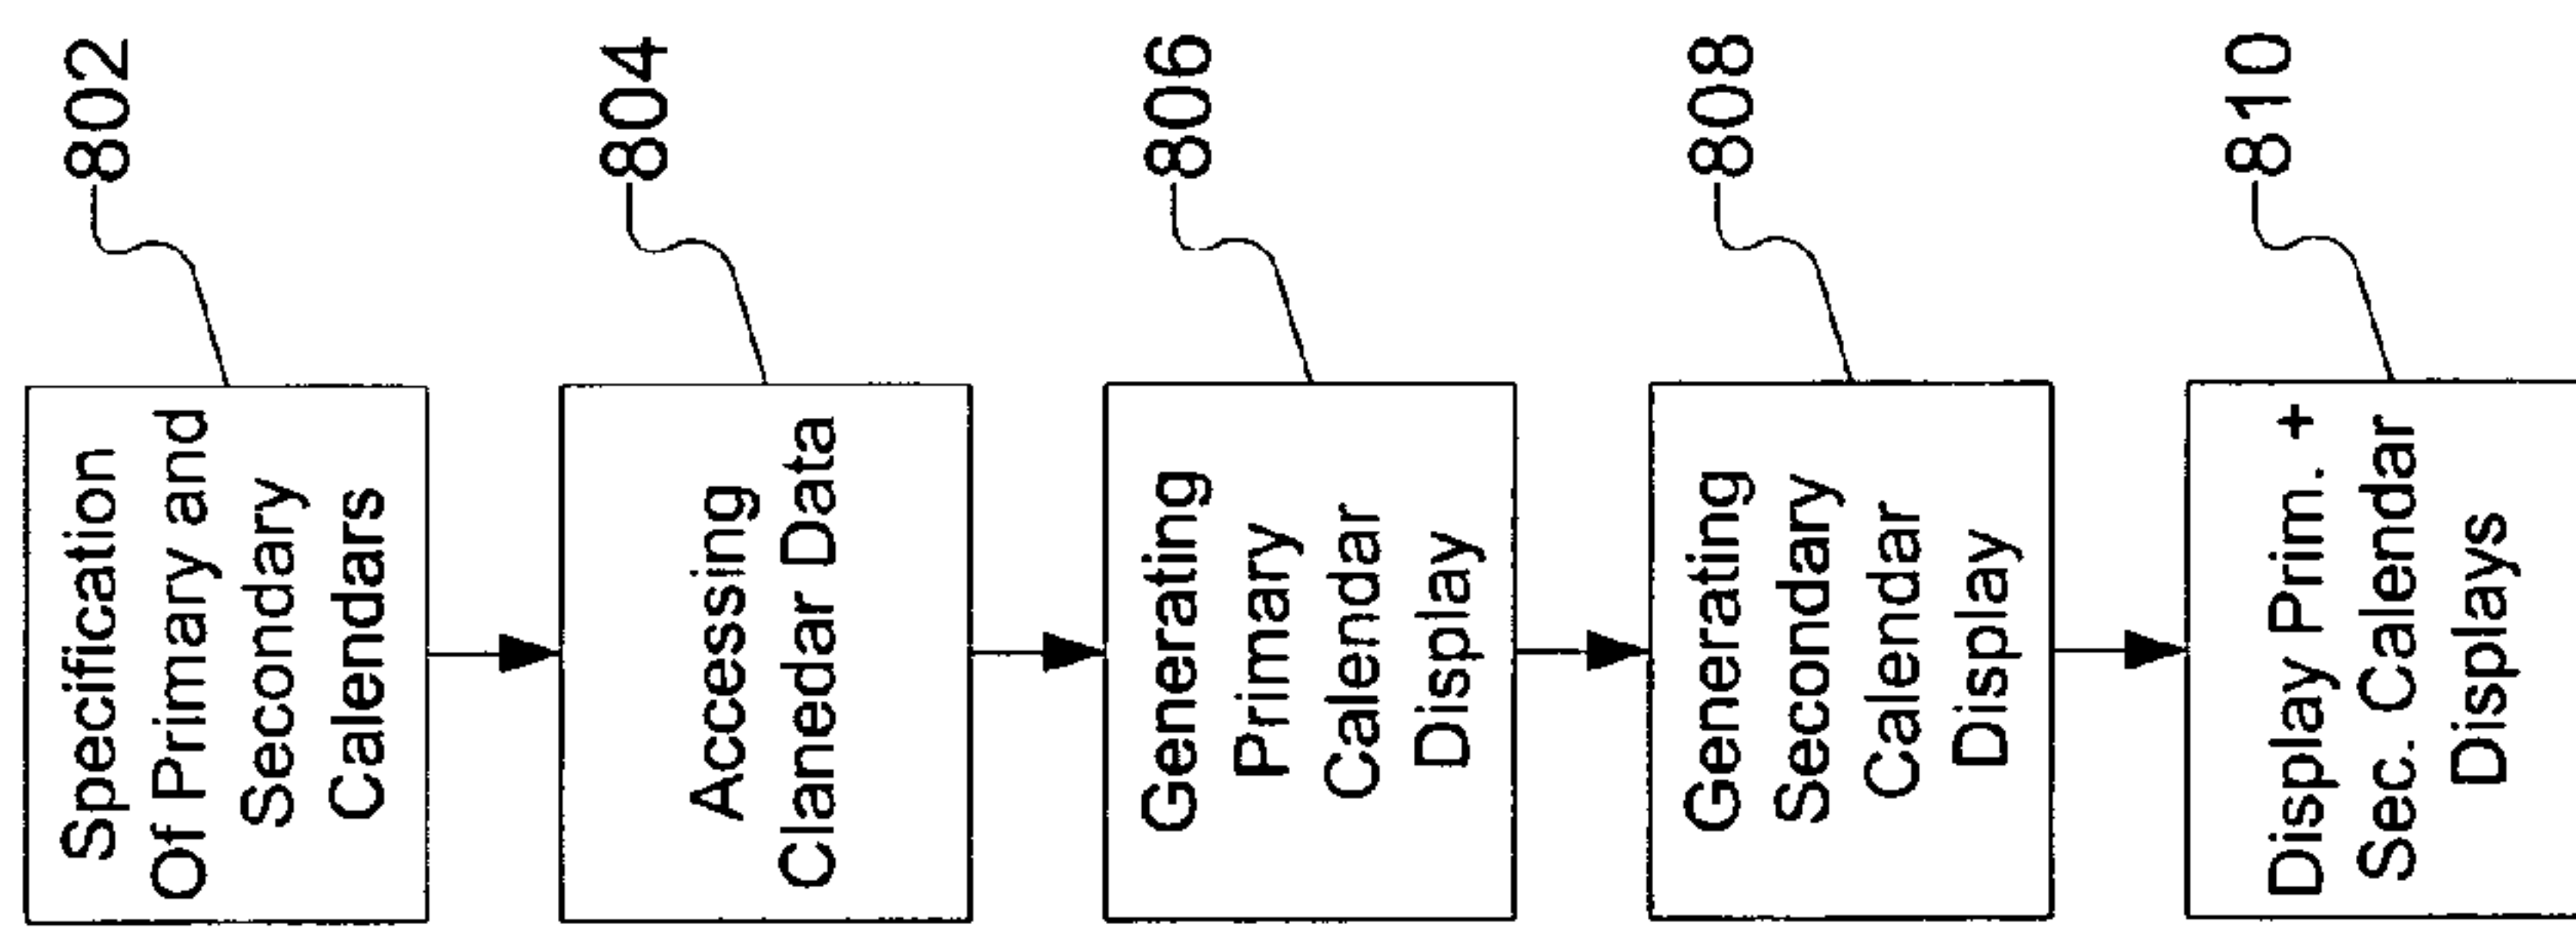 802
Specification
Of Primary and
Secondary
Calendars
804
Accessing
Clanedar Data
806
Generating
Primary
Calendar
Display
808
Generating
Secondary
Calendar
Display
810
Display Prim. +
Sec. Calendar
Displays